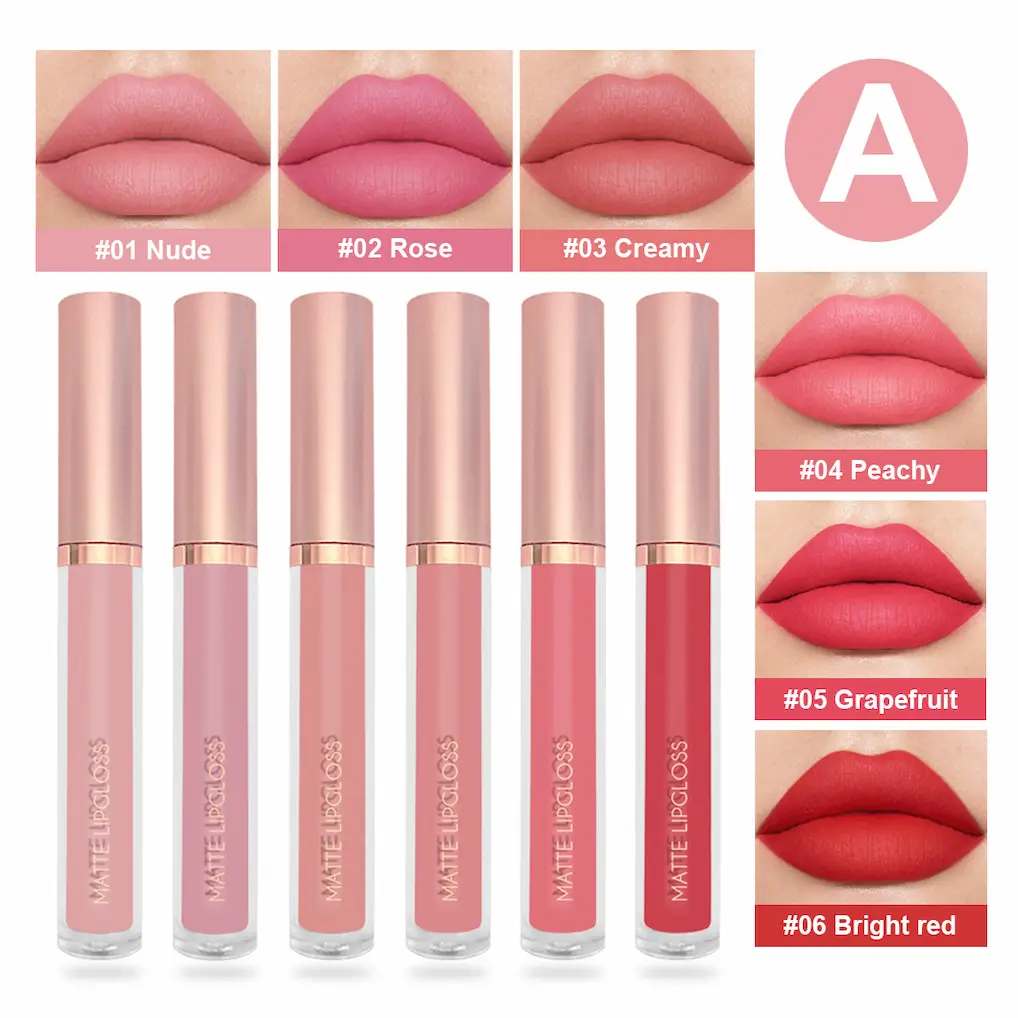 #01 Nude
#02 Rose
#03 Creamy
A
#04 Peachy
#05 Grapefruit
#06 Bright red
MATTE LIPGLOSS
MATTE LIPGLOSS
MATTE LIPGLOSS
MATTE LIPGLOSS
MATTE LIPGLOSS
MATTE LIPGLOSS